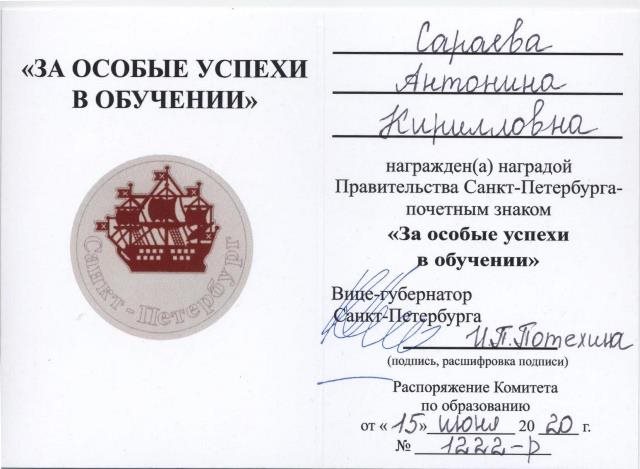 «ЗА ОСОБЫЕ УСПЕХИ
В ОБУЧЕНИИ»
Санкт - Петербург
Сараева
Антонина
Кирилловна
награжден(а) наградой
Правительства Санкт-Петербурга-
почетным знаком
«За особые успехи
в обучении»
Вице-губернатор
Санкт-Петербурга
И.П.Потехина
(подпись, расшифровка подписи)
Распоряжение Комитета
по образованию
от «15» июня 2020 г.
№ 1222-р